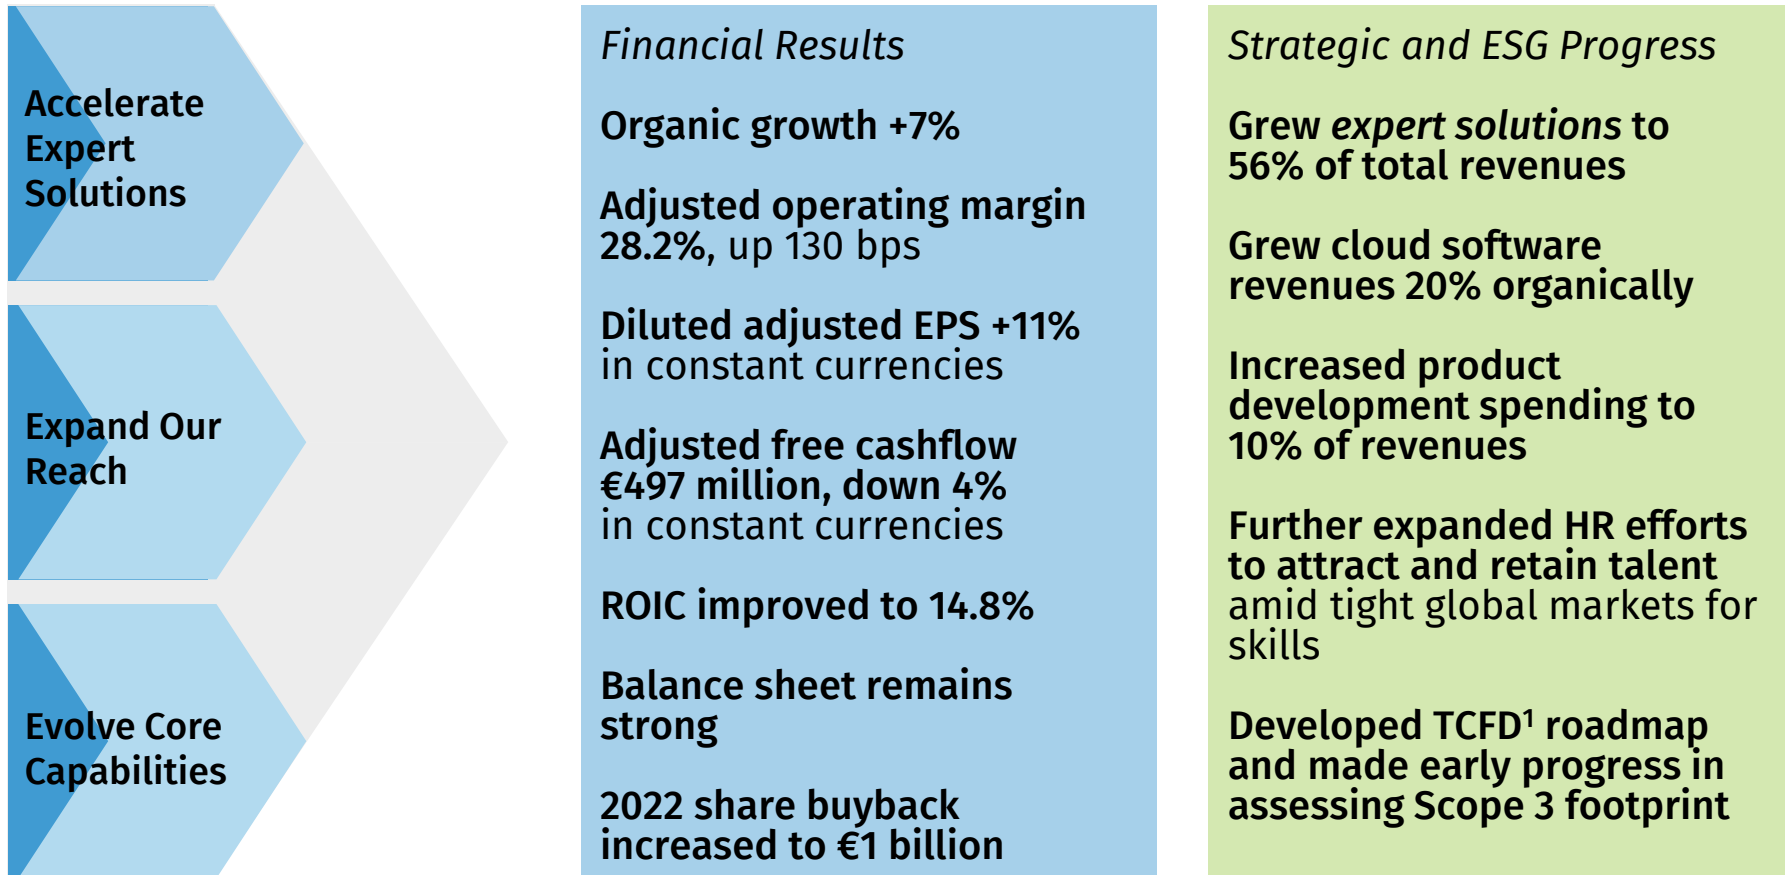 Accelerate
Expert
Solutions
Expand Our
Reach
Evolve Core
Capabilities
Financial Results
Organic growth +7%
Adjusted operating margin
28.2%, up 130 bps
Diluted adjusted EPS +11%
in constant currencies
Adjusted free cashflow
€497 million, down 4%
in constant currencies
ROIC improved to 14.8%
Balance sheet remains
strong
2022 share buyback
increased to €1 billion
Strategic and ESG Progress
Grew expert solutions to
56% of total revenues
Grew cloud software
revenues 20% organically
Increased product
development spending to
10% of revenues
Further expanded HR efforts
to attract and retain talent
amid tight global markets for
skills
Developed TCFD¹ roadmap
and made early progress in
assessing Scope 3 footprint